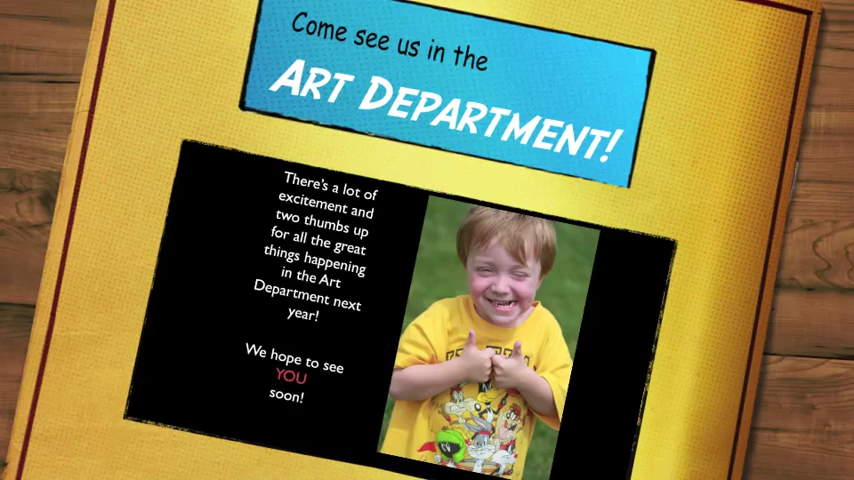 Come see us in the
ART DEPARTMENT!
There's a lot of
excitement and
two thumbs up
for all the great
things happening
in the Art
Department next
year!
We hope to see
YOU
soon!